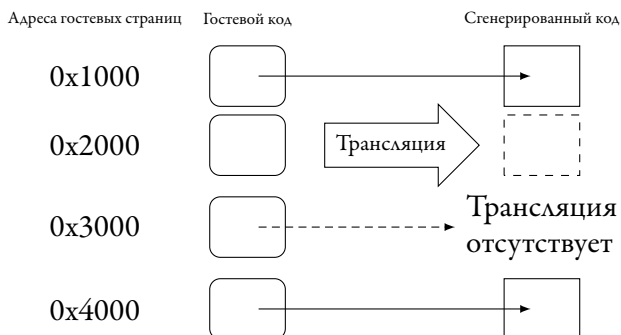 Адреса гостевых страниц Гостевой код Сгенерированный код
0x1000
0x2000 Трансляция
0x3000 Трансляция
отсутствует
0x4000